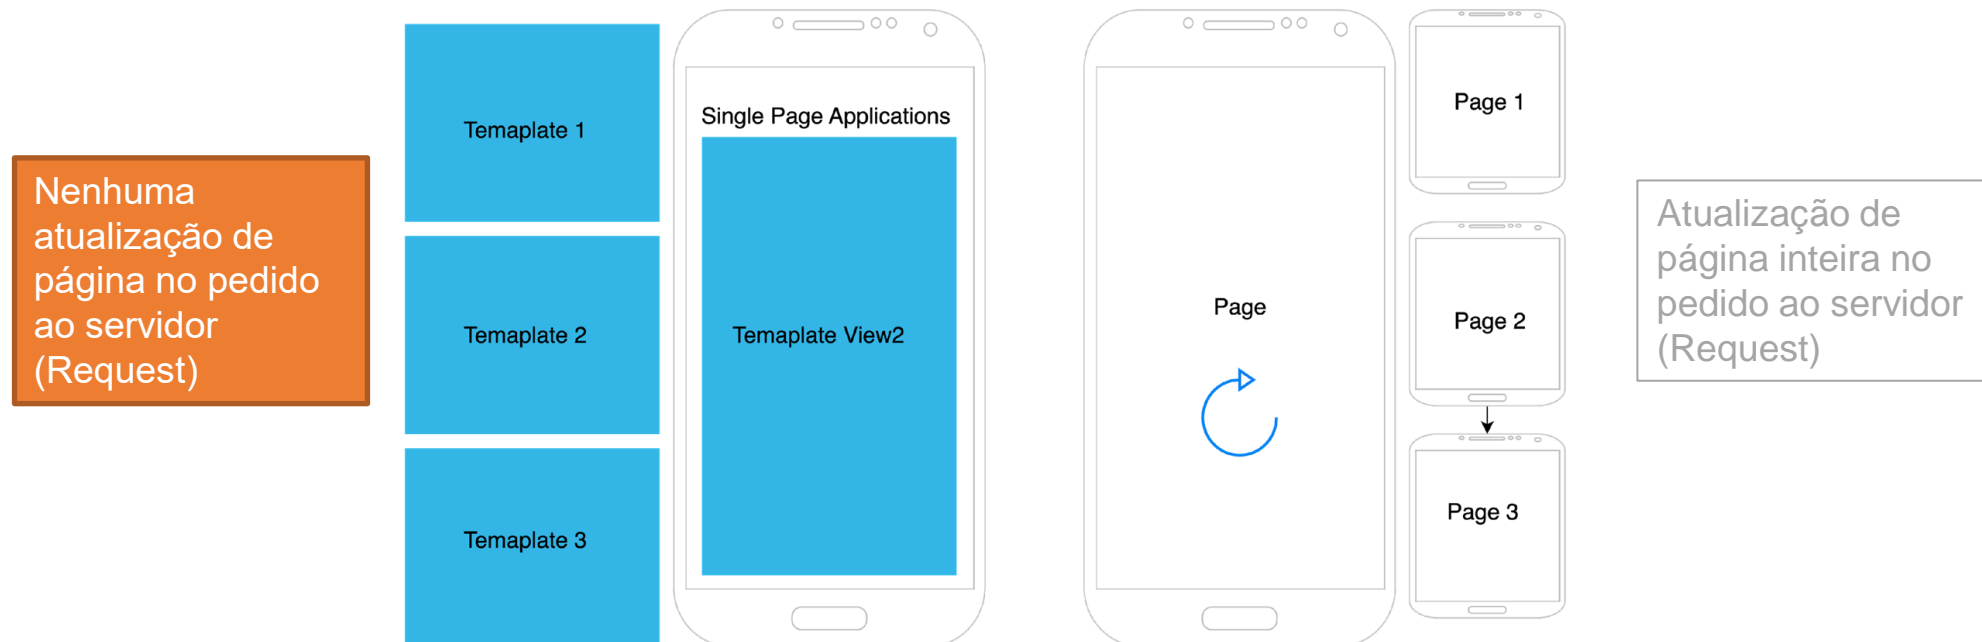 Nenhuma
atualização de
página no pedido
ao servidor
(Request)
Temaplate 1
Temaplate 2
Temaplate 3
Single Page Applications
Temaplate View2
Page
Page 1
Page 2
Page 3
Atualização de
página inteira no
pedido ao servidor
(Request)